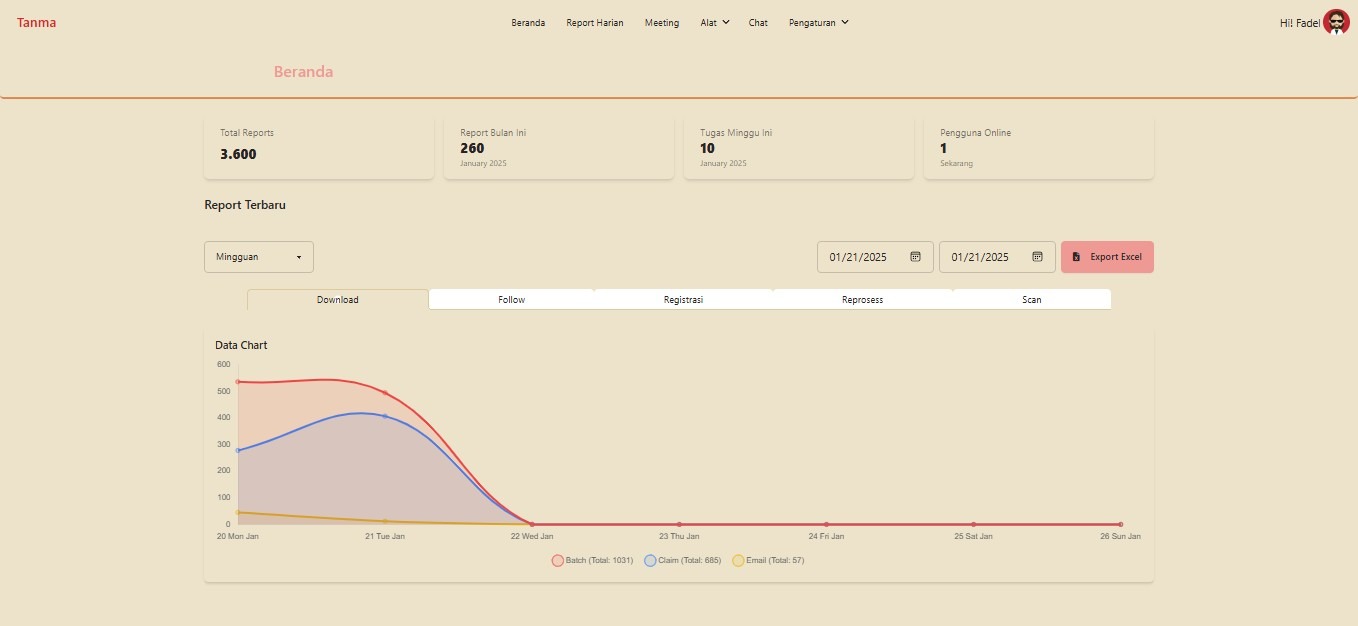 Tanma
Beranda Report Harian Meeting Alat Chat Pengaturan
Hi! Fadel
Beranda
Total Reports
3.600
Report Bulan Ini
260
January 2025
Tugas Minggu Ini
10
January 2025
Pengguna Online
1
Sekarang
Report Terbaru
Mingguan
01/21/2025
01/21/2025
Export Excel
Download Follow Registrasi Reprosess Scan
Data Chart
600
500
400
300
200
100
0
20 Mon Jan 21 Tue Jan 22 Wed Jan 23 Thu Jan 24 Fri Jan 25 Sat Jan 26 Sun Jan
Batch (Total: 1031) Claim (Total: 685) Email (Total: 57)